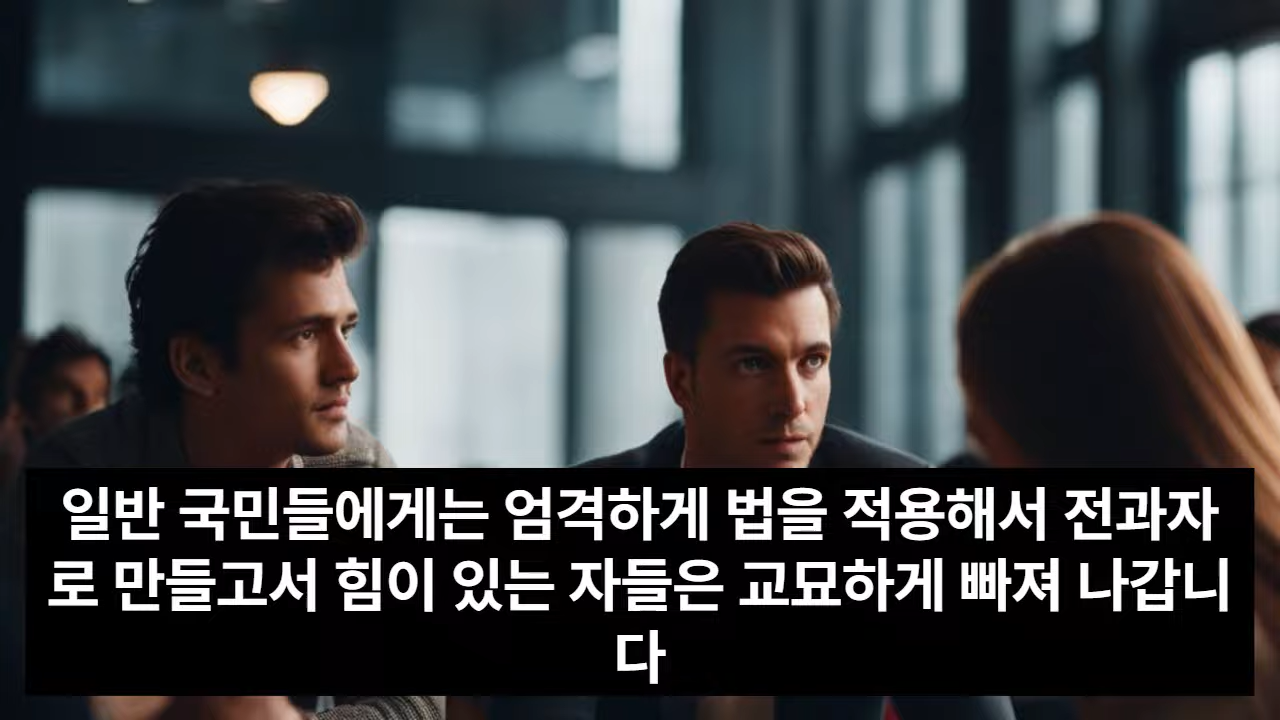 일반 국민들에게는 엄격하게 법을 적용해서 전과자
로 만들고서 힘이 있는 자들은 교묘하게 빠져 나갑니
다